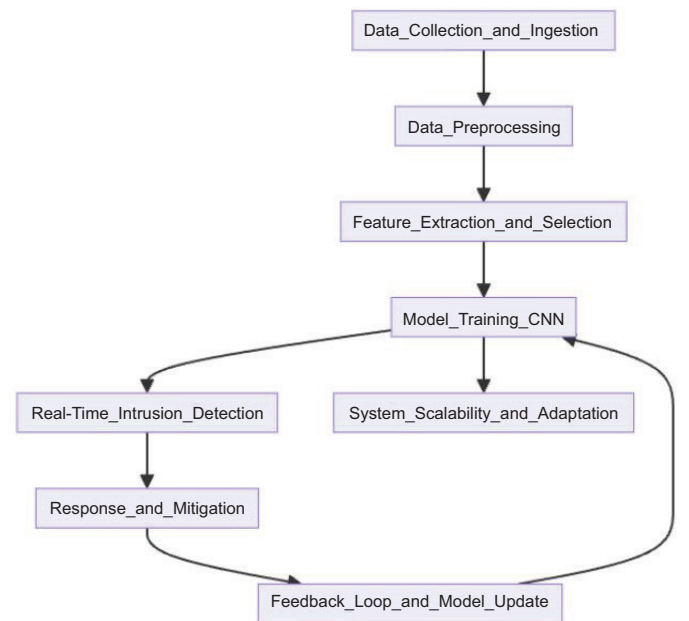 Data_Collection_and_Ingestion
Data_Preprocessing
Feature_Extraction_and_Selection
Model_Training_CNN
Real-Time_Intrusion_Detection
System_Scalability_and_Adaptation
Response_and_Mitigation
Feedback_Loop_and_Model_Update